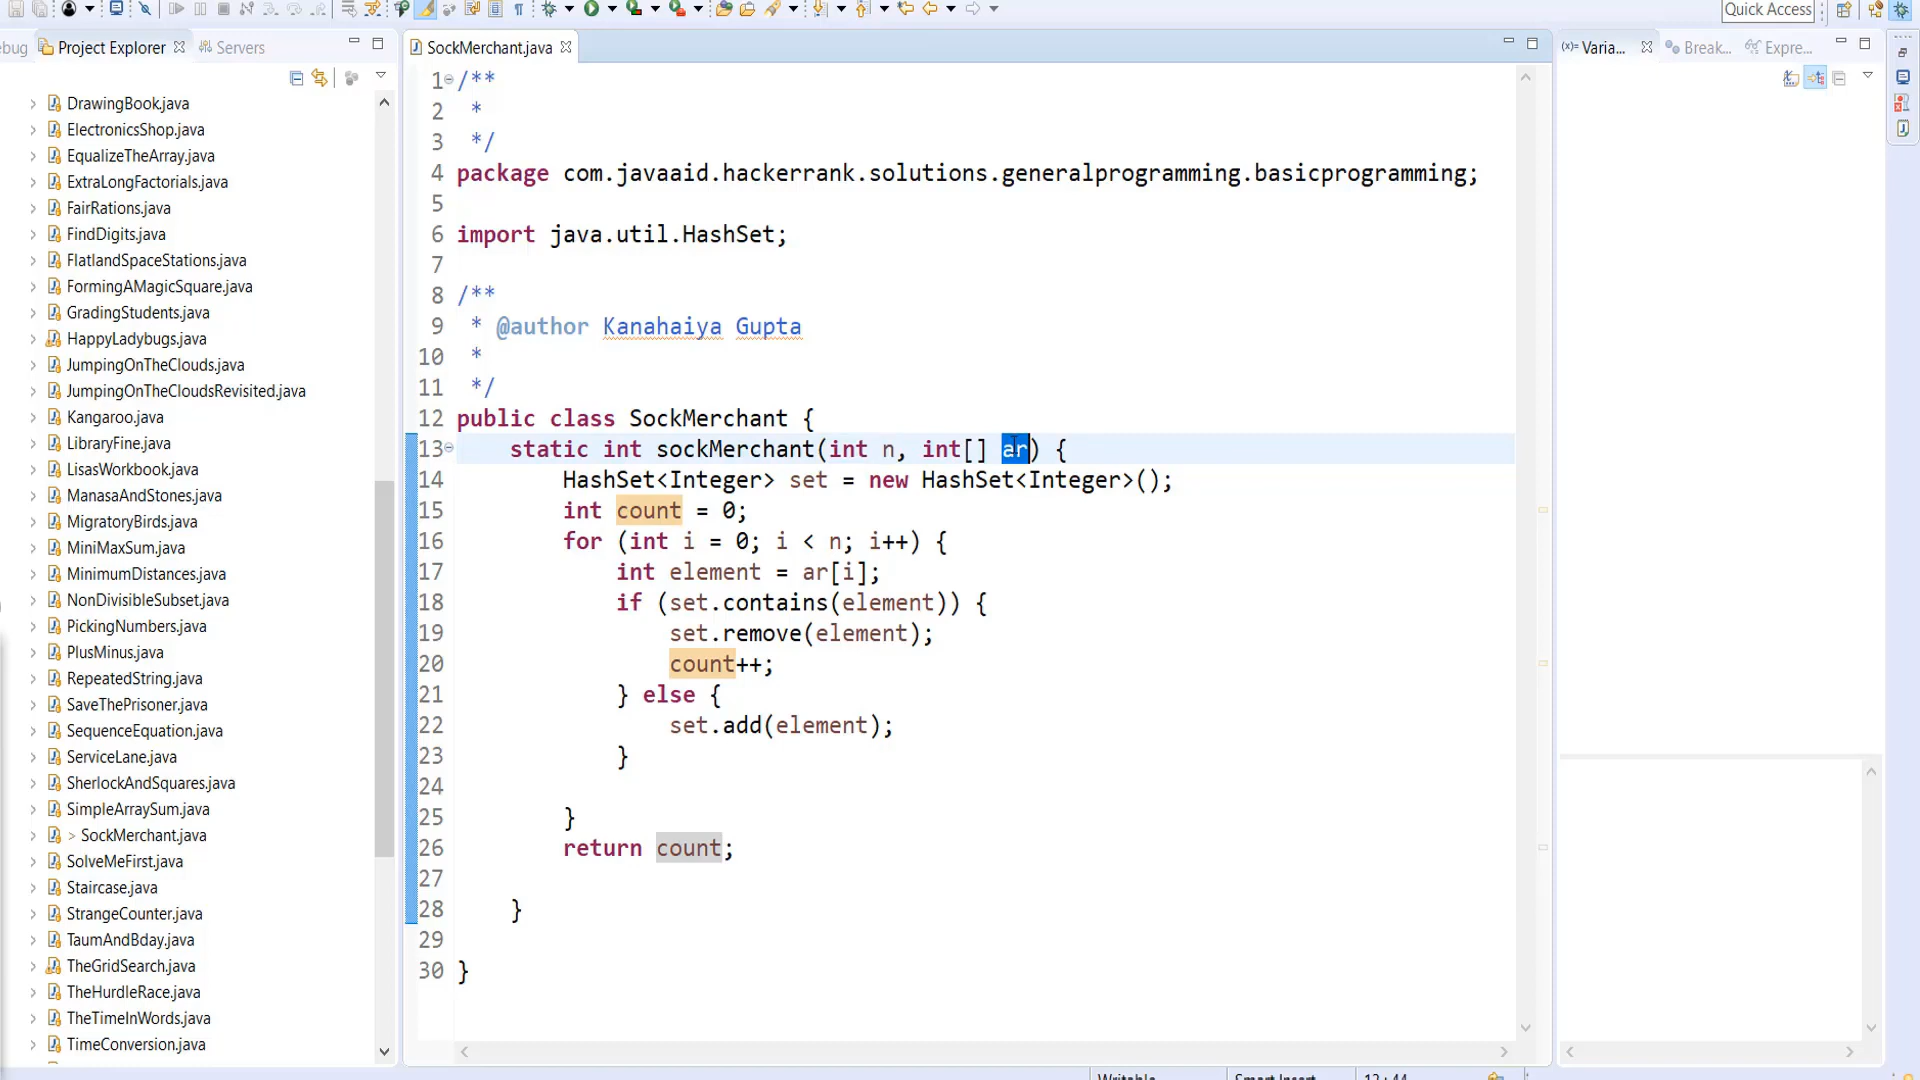 Quick Access
ebug
Project Explorer
Servers
SockMerchant.java
(x)= Varia...
Break...
Expre...
DrawingBook.java
ElectronicsShop.java
EqualizeTheArray.java
ExtraLongFactorials.java
FairRations.java
FindDigits.java
FlatlandSpaceStations.java
FormingAMagicSquare.java
GradingStudents.java
HappyLadybugs.java
JumpingOnTheClouds.java
JumpingOnTheCloudsRevisited.java
Kangaroo.java
LibraryFine.java
LisasWorkbook.java
ManasaAndStones.java
MigratoryBirds.java
MiniMaxSum.java
MinimumDistances.java
NonDivisibleSubset.java
PickingNumbers.java
PlusMinus.java
RepeatedString.java
SaveThePrisoner.java
SequenceEquation.java
ServiceLane.java
SherlockAndSquares.java
SimpleArraySum.java
> SockMerchant.java
SolveMeFirst.java
Staircase.java
StrangeCounter.java
TaumAndBday.java
TheGridSearch.java
TheHurdleRace.java
TheTimeInWords.java
TimeConversion.java
1 /**
2 *
3 */
4 package com.javaaid.hackerrank.solutions.generalprogramming.basicprogramming;
5
6 import java.util.HashSet;
7
8 /**
9 * @author Kanahaiya Gupta
10 *
11 */
12 public class SockMerchant {
13 static int sockMerchant(int n, int[] ar) {
14 HashSet<Integer> set = new HashSet<Integer>();
15 int count = 0;
16 for (int i = 0; i < n; i++) {
17 int element = ar[i];
18 if (set.contains(element)) {
19 set.remove(element);
20 count++;
21 } else {
22 set.add(element);
23 }
24
25 }
26 return count;
27
28 }
29
30 }
Writable
Smart Insert
13 : 44